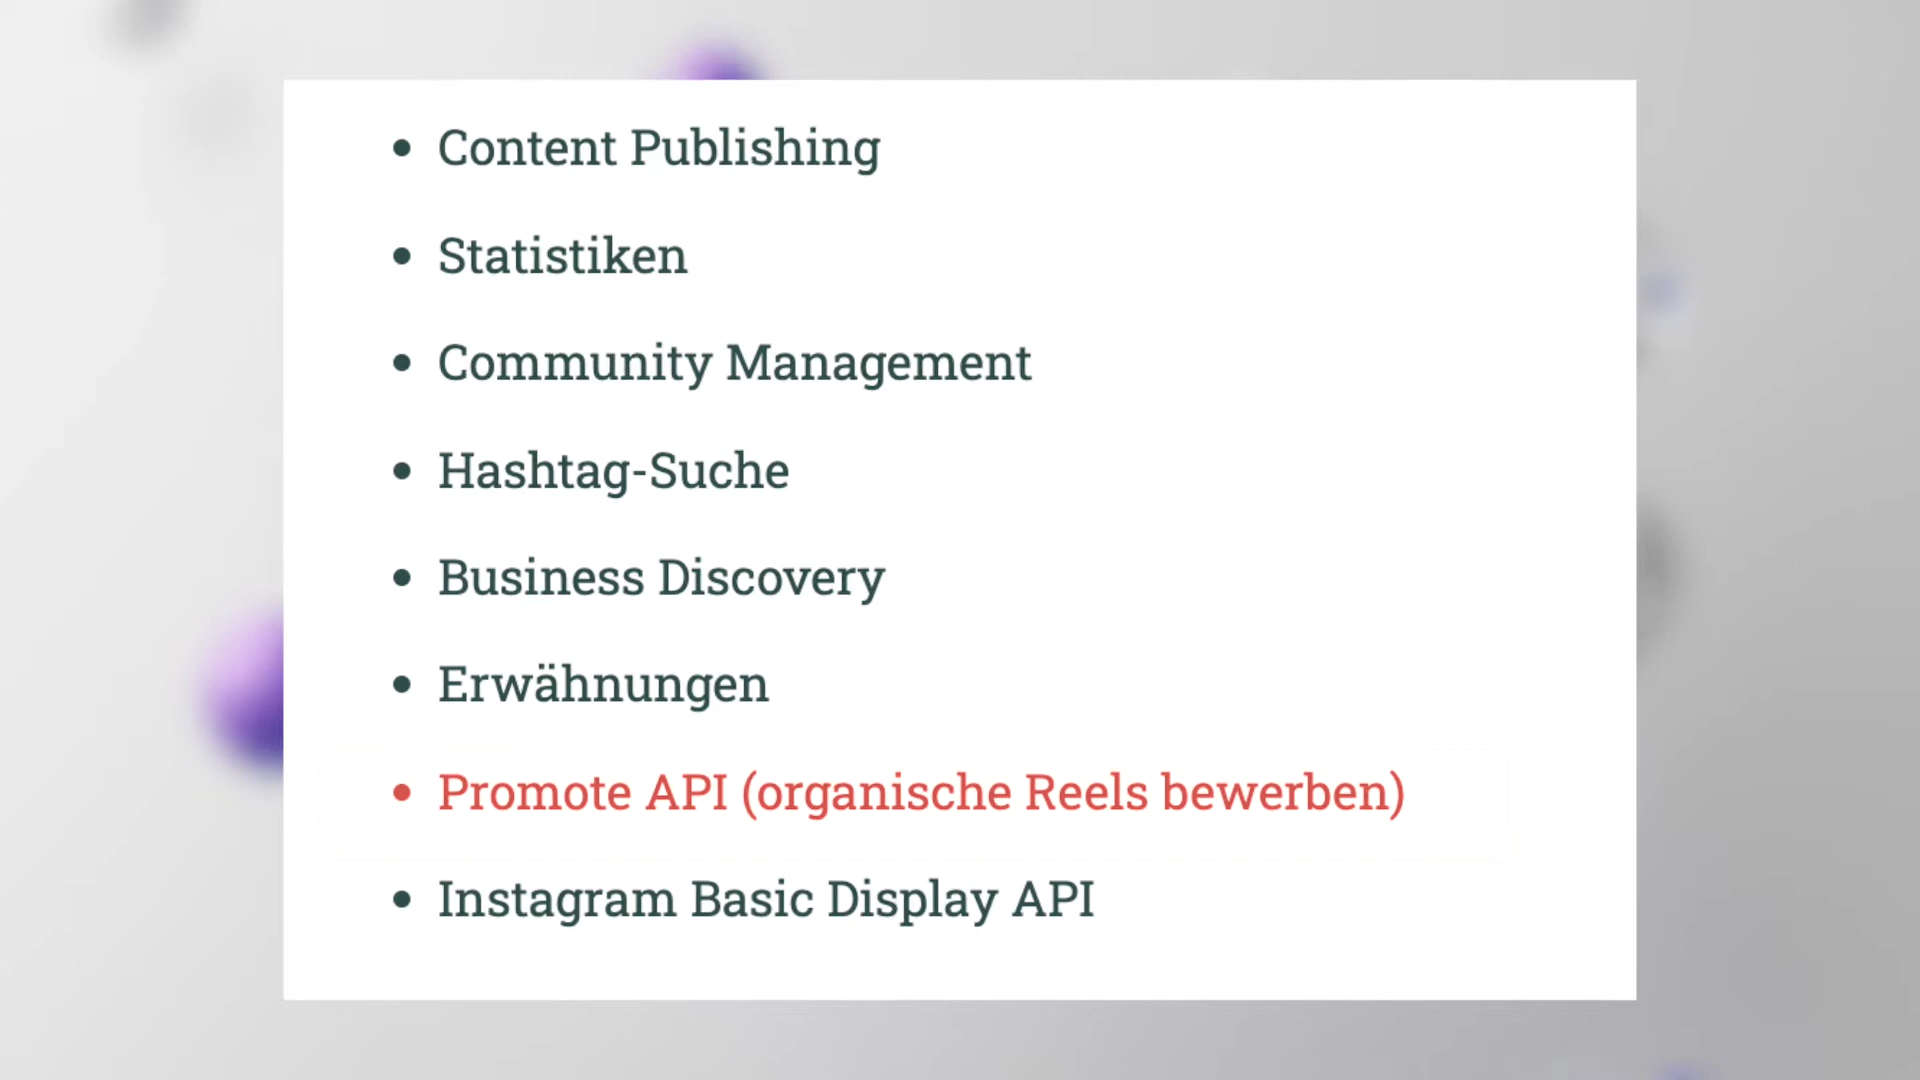 • Content Publishing
• Statistiken
• Community Management
• Hashtag-Suche
• Business Discovery
• Erwähnungen
• Promote API (organische Reels bewerben)
• Instagram Basic Display API